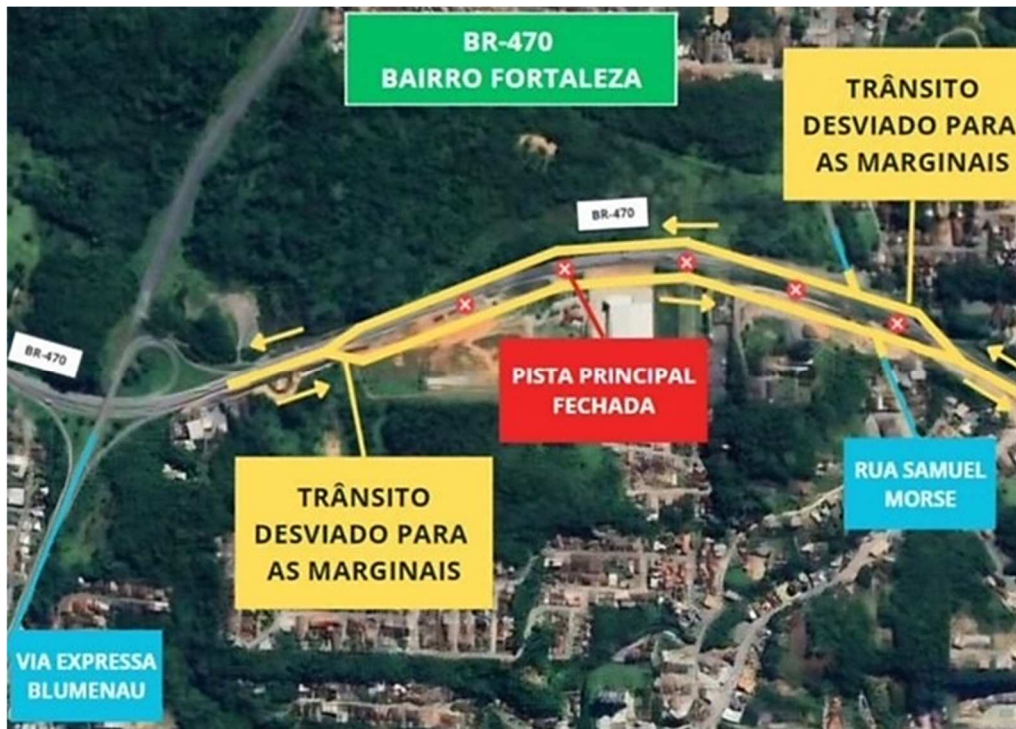 BR-470
BAIRRO FORTALEZA
TRÂNSITO
DESVIADO PARA
AS MARGINAIS
BR-470
BR-470
PISTA PRINCIPAL
FECHADA
RUA SAMUEL
MORSE
TRÂNSITO
DESVIADO PARA
AS MARGINAIS
VIA EXPRESSA
BLUMENAU